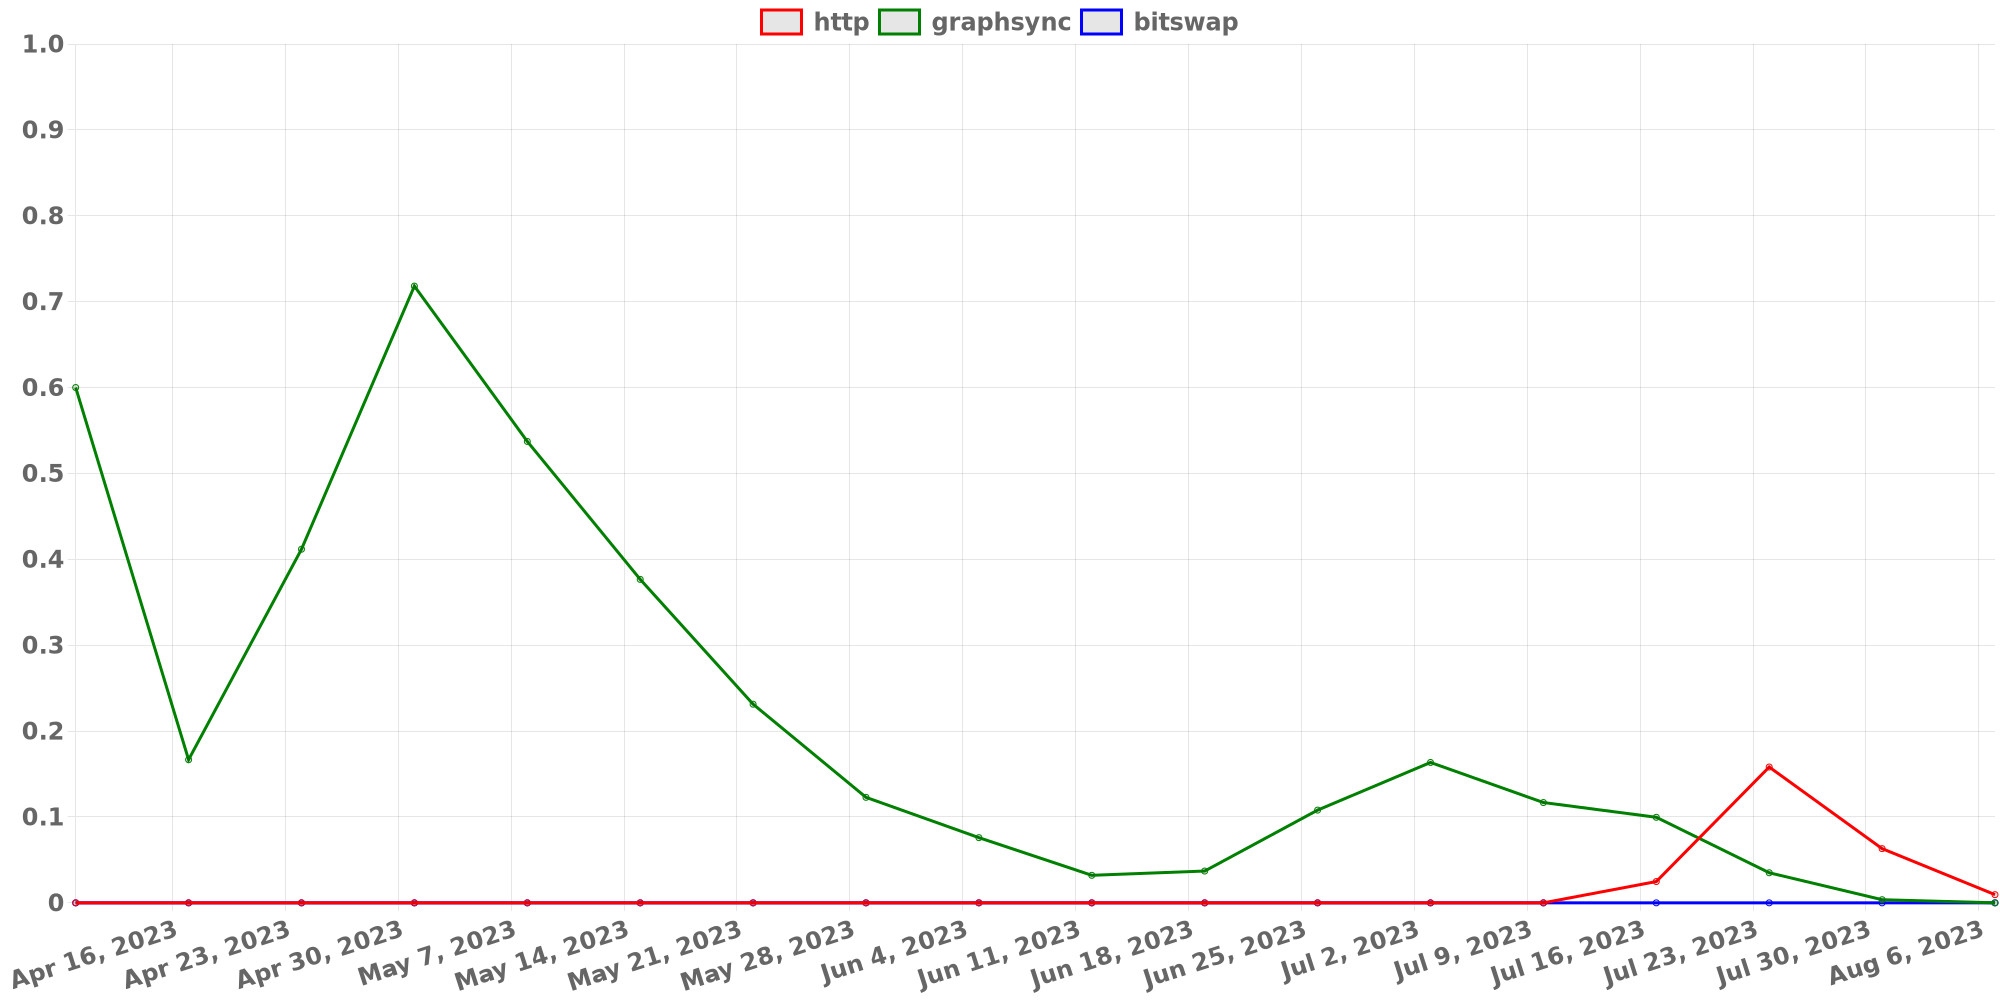 http graphsync bitswap
1.0
0.9
0.8
0.7
0.6
0.5
0.4
0.3
0.2
0.1
0
Apr 16, 2023
Apr 23, 2023
Apr 30, 2023
May 7, 2023
May 14, 2023
May 21, 2023
May 28, 2023
Jun 4, 2023
Jun 11, 2023
Jun 18, 2023
Jun 25, 2023
Jul 2, 2023
Jul 9, 2023
Jul 16, 2023
Jul 23, 2023
Jul 30, 2023
Aug 6, 2023